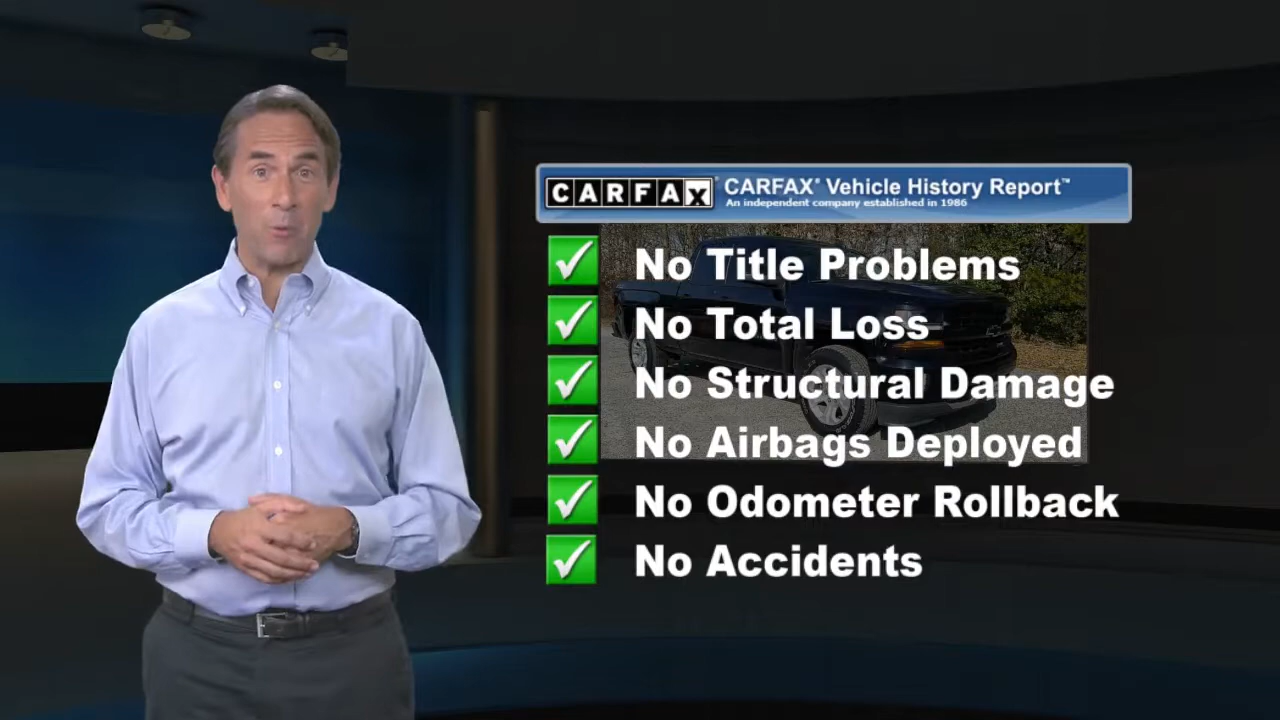 CARFAX
CARFAX® Vehicle History Report™
An independent company established in 1986
No Title Problems
No Total Loss
No Structural Damage
No Airbags Deployed
No Odometer Rollback
No Accidents